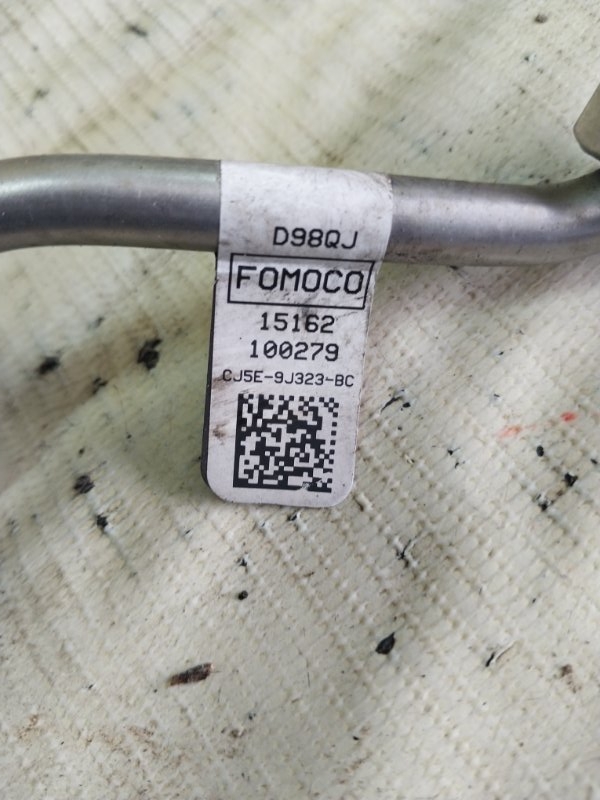 D98QJ
FOMOCO
15162
100279
CJ5E-9J323-BC